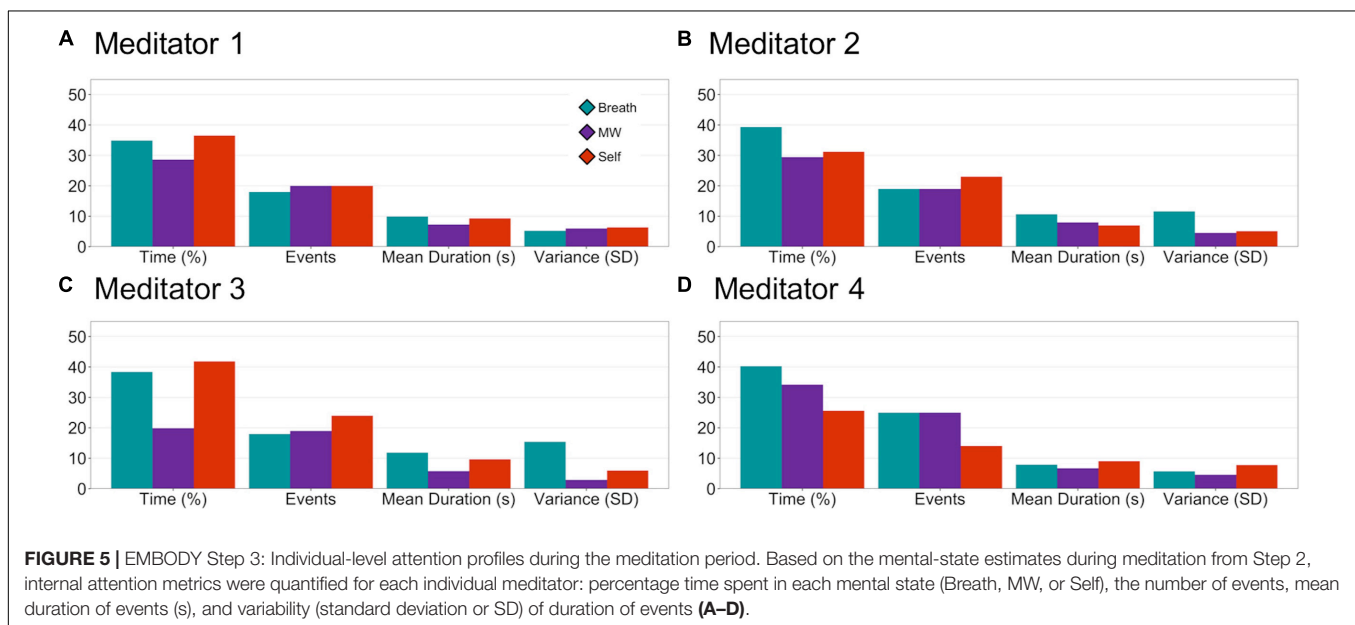 A Meditator 1
50
40
30
20
10
0
Breath
MW
Self
Time (%) Events Mean Duration (s) Variance (SD)
B Meditator 2
50
40
30
20
10
0
Time (%) Events Mean Duration (s) Variance (SD)
C Meditator 3
50
40
30
20
10
0
Time (%) Events Mean Duration (s) Variance (SD)
D Meditator 4
50
40
30
20
10
0
Time (%) Events Mean Duration (s) Variance (SD)
FIGURE 5 | EMBODY Step 3: Individual-level attention profiles during the meditation period. Based on the mental-state estimates during meditation from Step 2,
internal attention metrics were quantified for each individual meditator: percentage time spent in each mental state (Breath, MW, or Self), the number of events, mean
duration of events (s), and variability (standard deviation or SD) of duration of events (A–D).